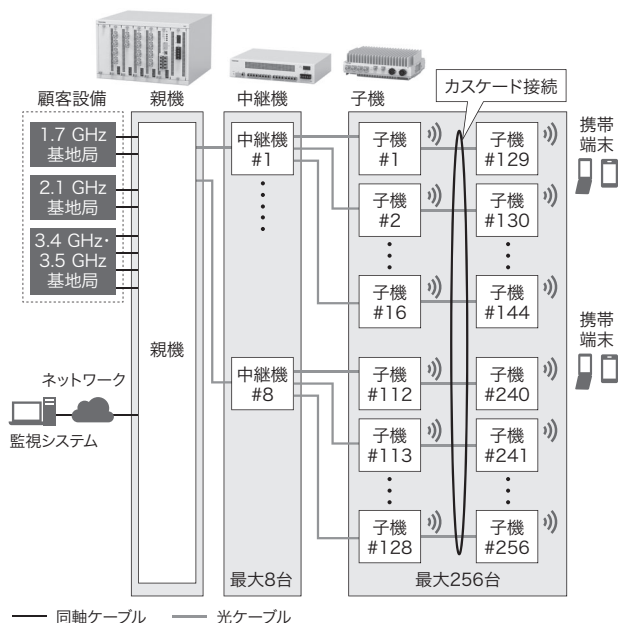 カスケード接続
顧客設備
親機
中継機
子機
1.7 GHz
基地局
2.1 GHz
基地局
3.4 GHz・
3.5 GHz
基地局
親機
中継機
#1
中継機
#8
子機
#1
子機
#129
子機
#2
子機
#130
子機
#16
子機
#144
子機
#112
子機
#240
子機
#113
子機
#241
子機
#128
子機
#256
携帯
端末
携帯
端末
ネットワーク
監視システム
最大8台
最大256台
同軸ケーブル
光ケーブル